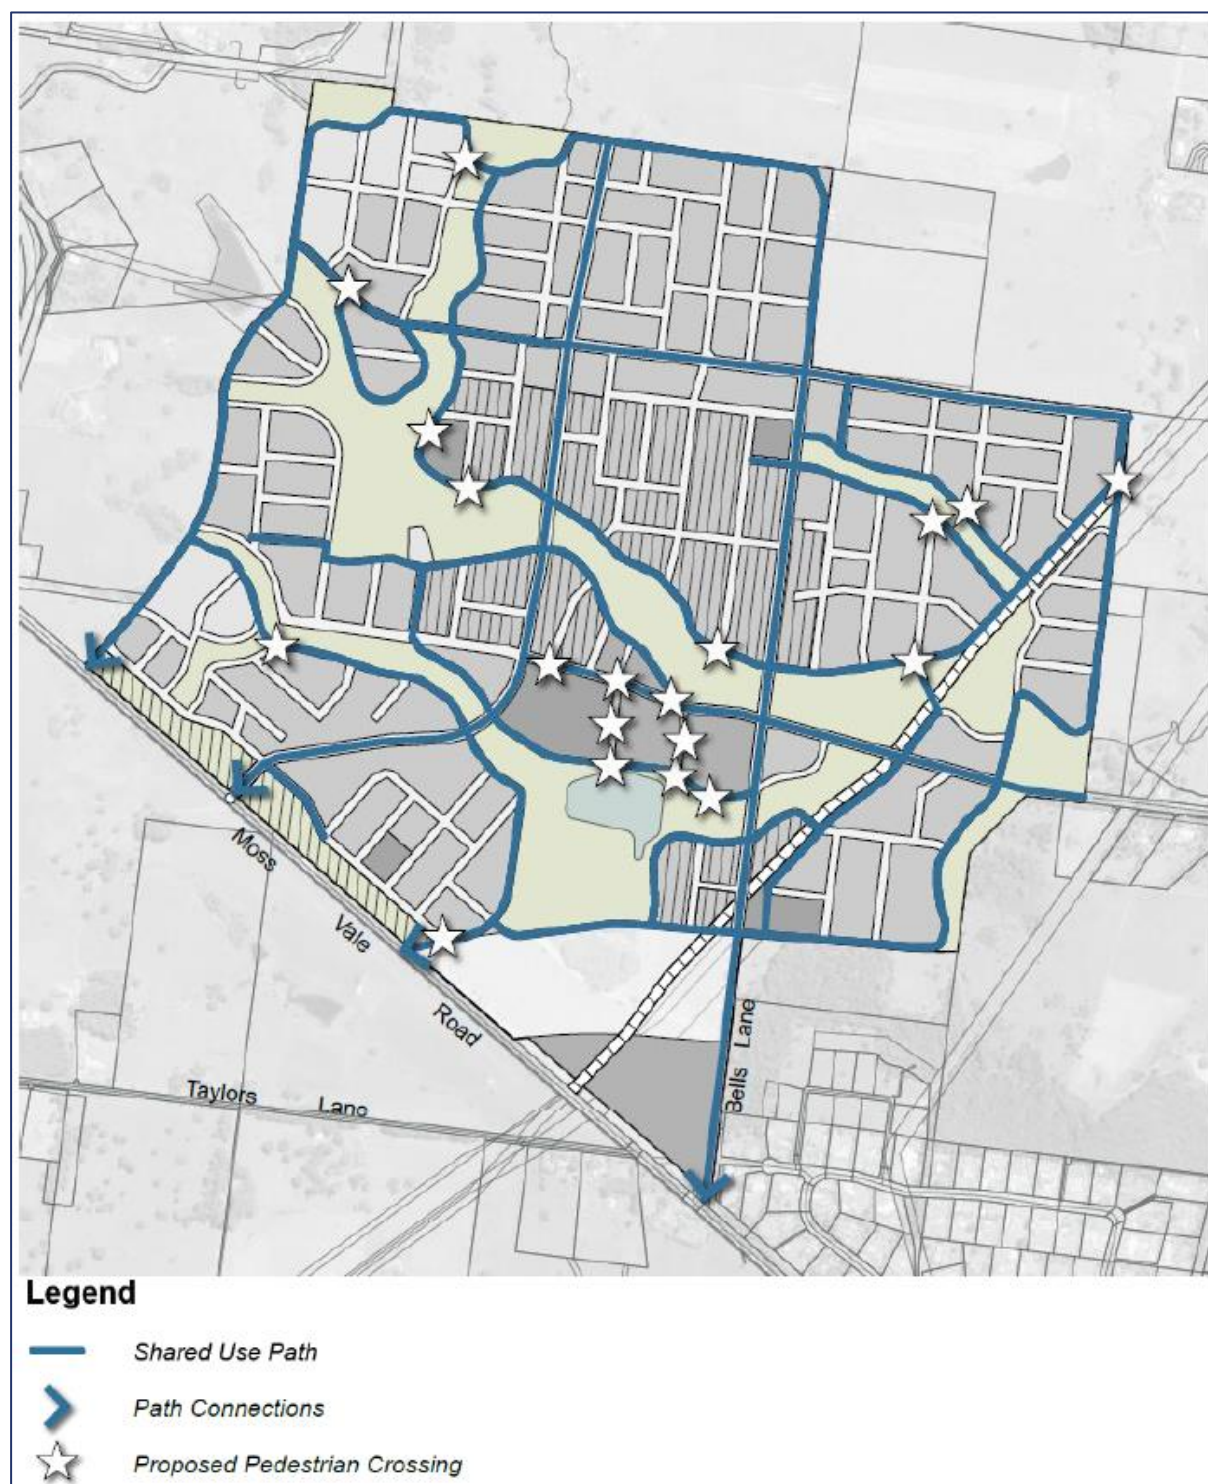 Moss
Vale
Road
Bells Lane
Taylors Lane
Legend
Shared Use Path
Path Connections
Proposed Pedestrian Crossing